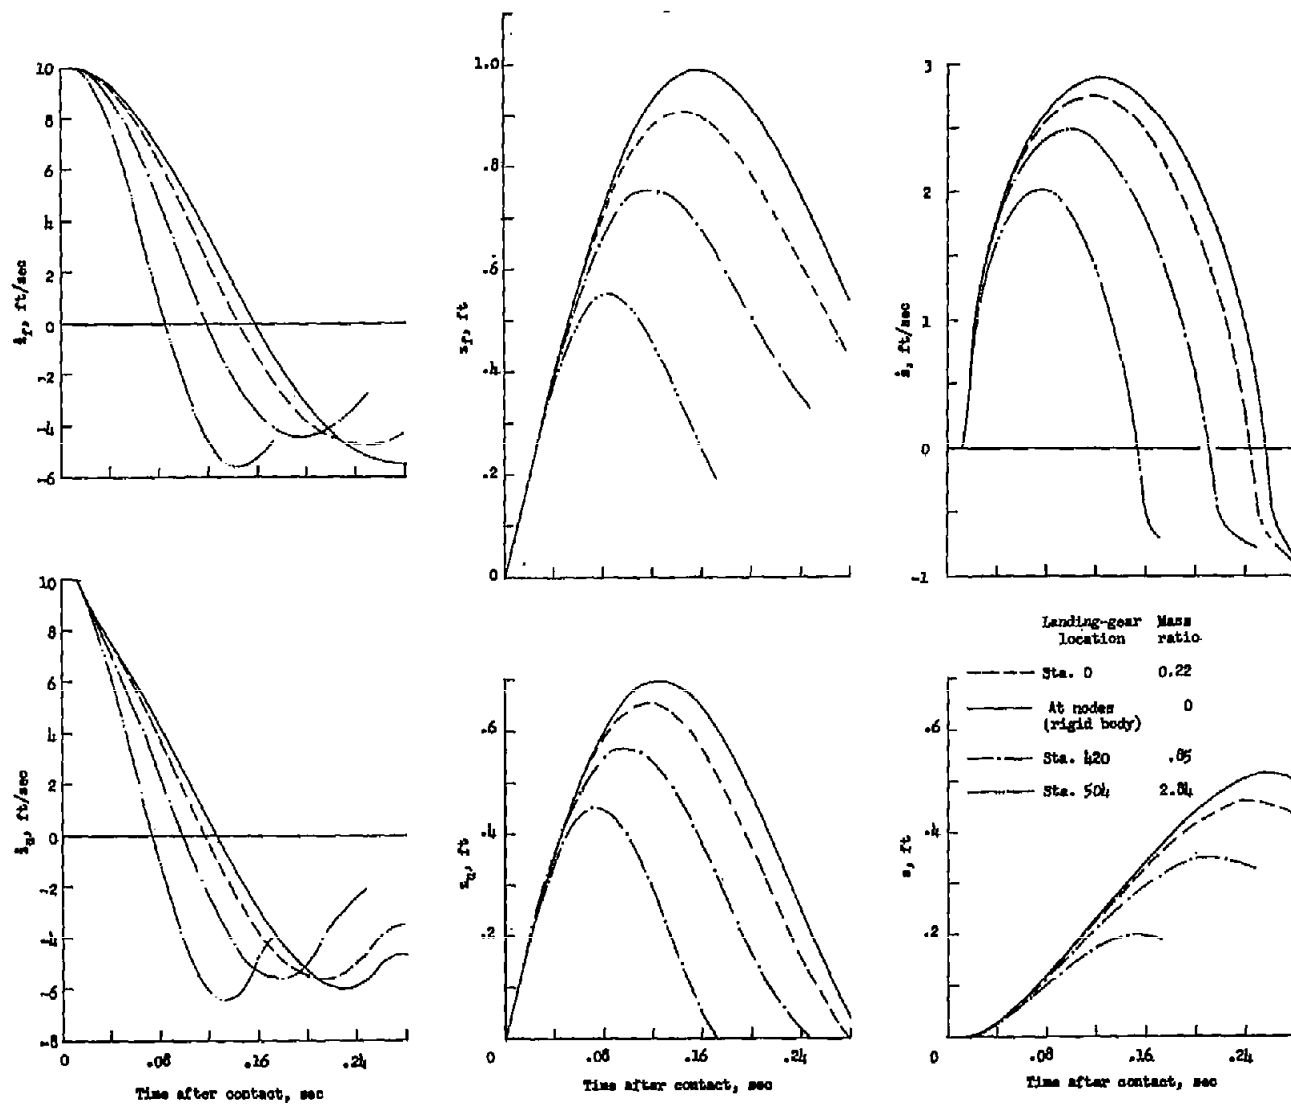 10
8
6
4
2
0
-2
-4
-6
ż_f, ft/sec
1.0
.8
.6
.4
.2
0
z_f, ft
3
2
1
0
-1
ṡ, ft/sec
10
8
6
4
2
0
-2
-4
-6
-8
ż_u, ft/sec
0 .08 .16 .24
Time after contact, sec
.6
.4
.2
0 .08 .24
z_u, ft
Time after contact, sec
Landing-gear Mass
location ratio
Sta. 0 0.22
At nodes 0
(rigid body)
Sta. 420 .85
Sta. 504 2.84
.6
.4
.2
0 .08 .16 .24
s, ft
Time after contact, sec